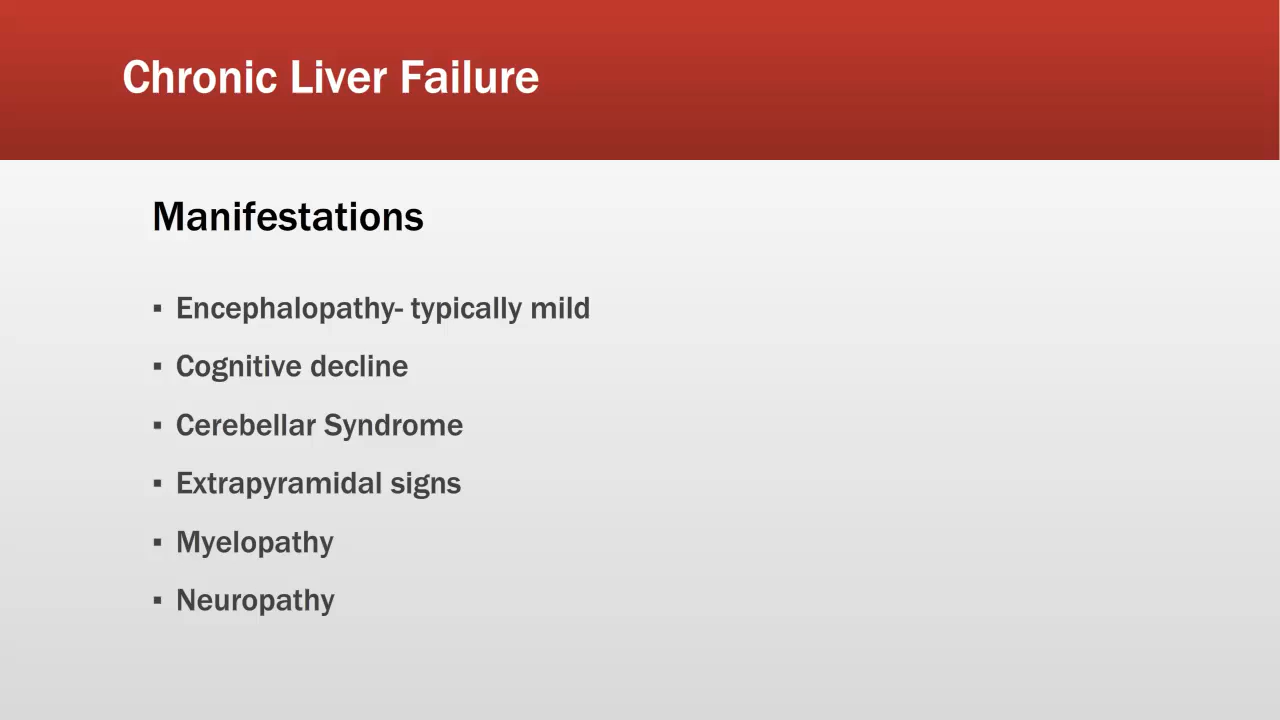 Chronic Liver Failure
Manifestations
▪ Encephalopathy- typically mild
▪ Cognitive decline
▪ Cerebellar Syndrome
▪ Extrapyramidal signs
▪ Myelopathy
▪ Neuropathy